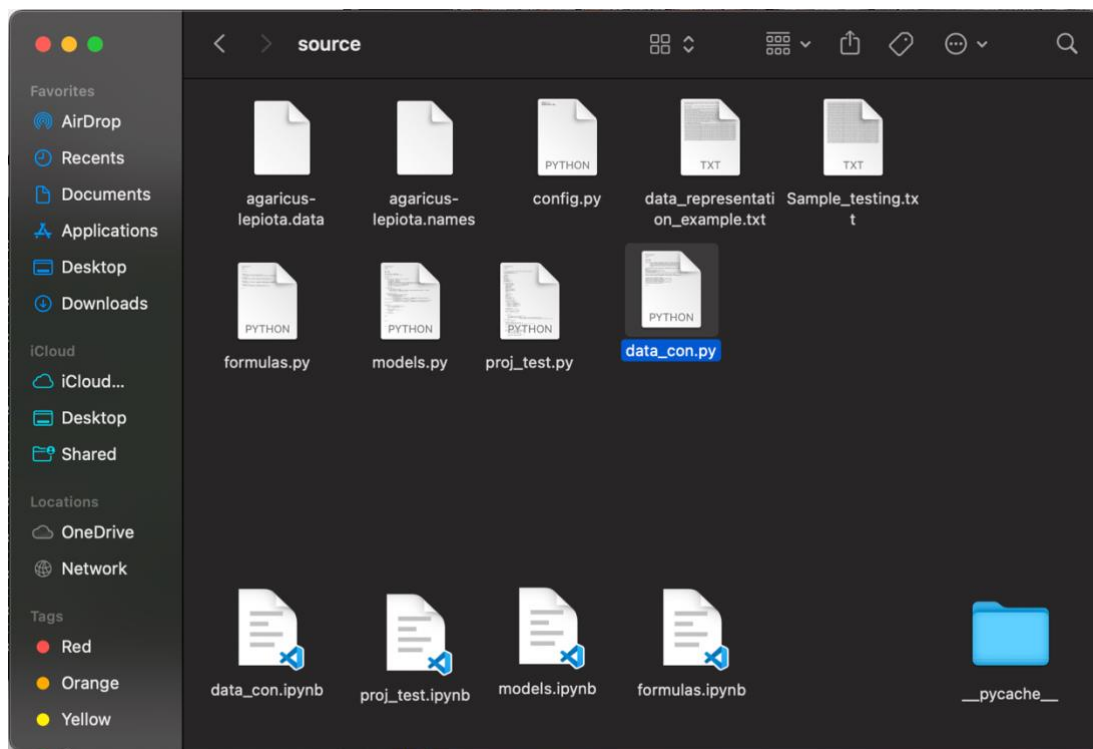 source
Favorites
AirDrop
Recents
Documents
Applications
Desktop
Downloads
iCloud
iCloud...
Desktop
Shared
Locations
OneDrive
Network
Tags
Red
Orange
Yellow
PYTHON
TXT
TXT
agaricus-
lepiota.data
agaricus-
lepiota.names
config.py
data_representati
on_example.txt
Sample_testing.tx
t
PYTHON
PYTHON
PYTHON
PYTHON
formulas.py
models.py
proj_test.py
data_con.py
data_con.ipynb
proj_test.ipynb
models.ipynb
formulas.ipynb
__pycache__